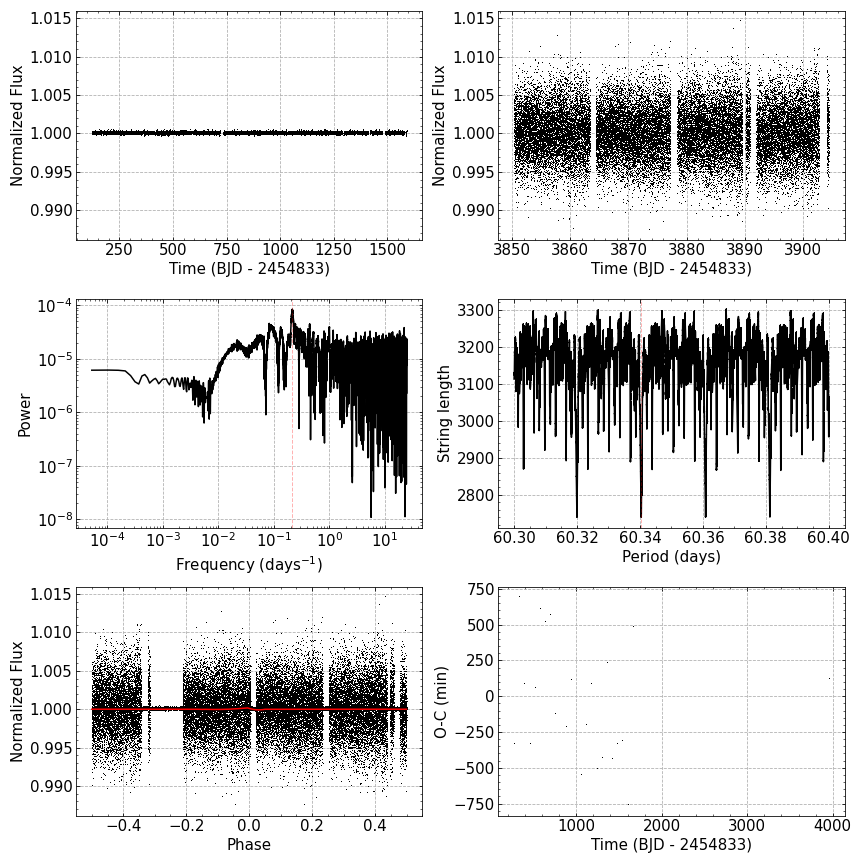 1.015
1.010
1.005
1.000
0.995
0.990
Normalized Flux
250 500 750 1000 1250 1500
Time (BJD - 2454833)
1.015
1.010
1.005
1.000
0.995
0.990
Normalized Flux
3850 3860 3870 3880 3890 3900
Time (BJD - 2454833)
10⁻⁴
10⁻⁵
10⁻⁶
10⁻⁷
10⁻⁸
Power
10⁻⁴ 10⁻³ 10⁻² 10⁻¹ 10⁰ 10¹
Frequency (days⁻¹)
3300
3200
3100
3000
2900
2800
String length
60.30 60.32 60.34 60.36 60.38 60.40
Period (days)
1.015
1.010
1.005
1.000
0.995
0.990
Normalized Flux
−0.4 −0.2 0.0 0.2 0.4
Phase
750
500
250
0
−250
−500
−750
O-C (min)
1000 2000 3000 4000
Time (BJD - 2454833)